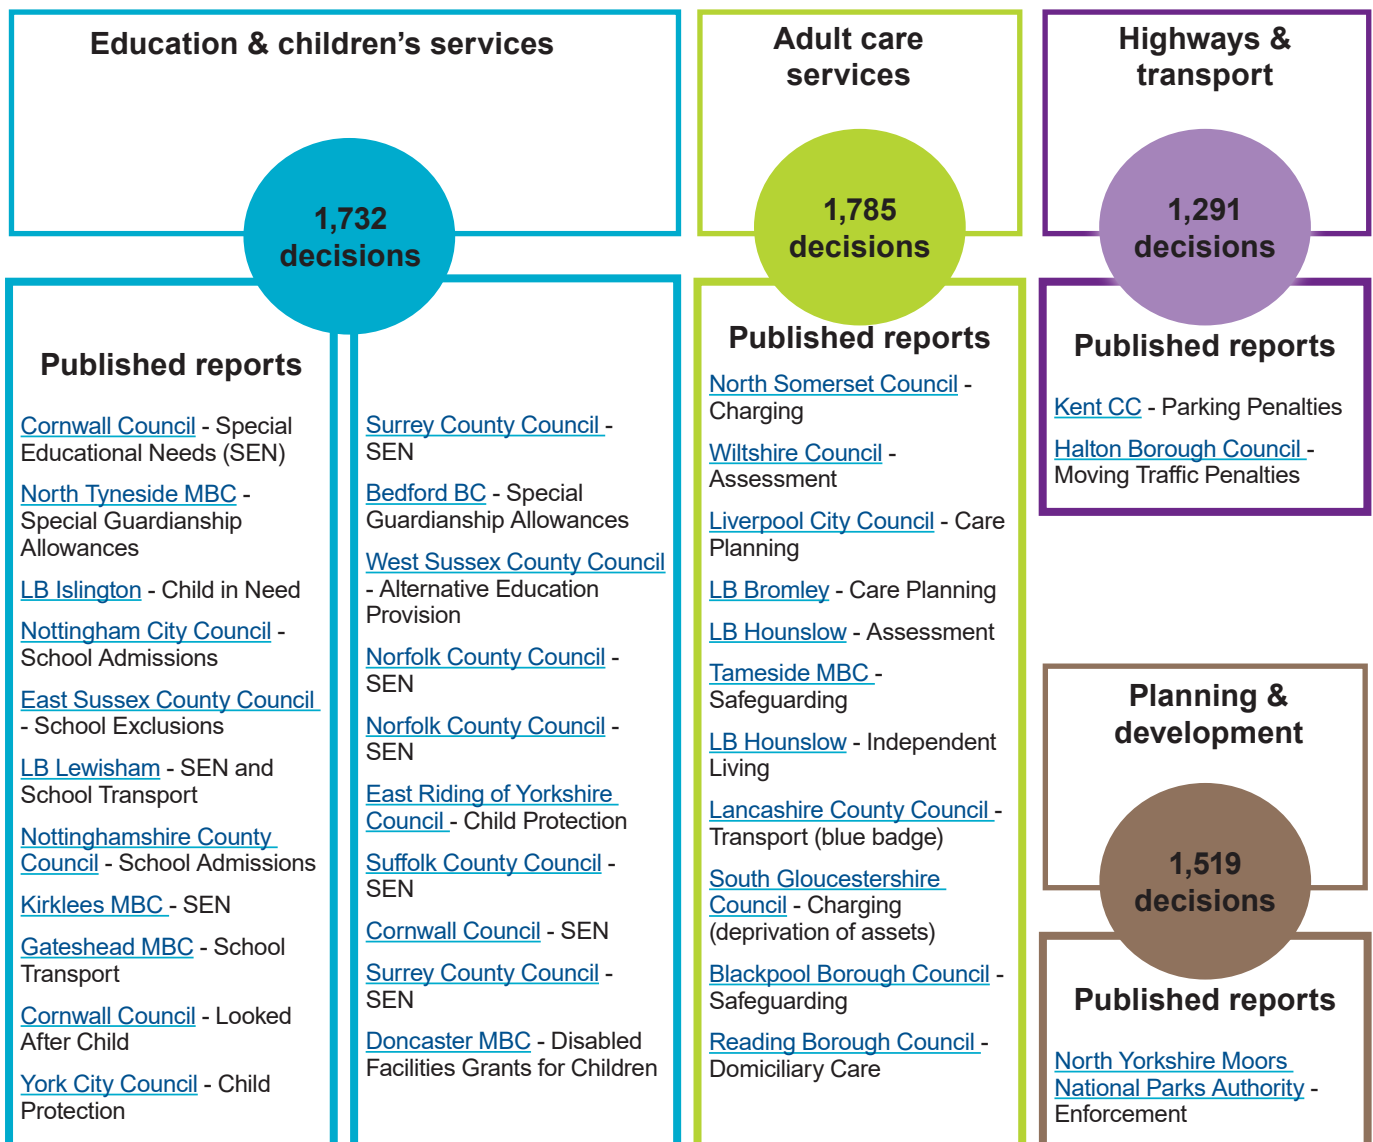 Education & children's services
1,732
decisions
Published reports
Cornwall Council - Special
Educational Needs (SEN)
North Tyneside MBC -
Special Guardianship
Allowances
LB Islington - Child in Need
Nottingham City Council -
School Admissions
East Sussex County Council
- School Exclusions
LB Lewisham - SEN and
School Transport
Nottinghamshire County
Council - School Admissions
Kirklees MBC - SEN
Gateshead MBC - School
Transport
Cornwall Council - Looked
After Child
York City Council - Child
Protection
Surrey County Council -
SEN
Bedford BC - Special
Guardianship Allowances
West Sussex County Council
- Alternative Education
Provision
Norfolk County Council -
SEN
Norfolk County Council -
SEN
East Riding of Yorkshire
Council - Child Protection
Suffolk County Council -
SEN
Cornwall Council - SEN
Surrey County Council -
SEN
Doncaster MBC - Disabled
Facilities Grants for Children
Adult care
services
1,785
decisions
Published reports
North Somerset Council -
Charging
Wiltshire Council -
Assessment
Liverpool City Council - Care
Planning
LB Bromley - Care Planning
LB Hounslow - Assessment
Tameside MBC -
Safeguarding
LB Hounslow - Independent
Living
Lancashire County Council -
Transport (blue badge)
South Gloucestershire
Council - Charging
(deprivation of assets)
Blackpool Borough Council -
Safeguarding
Reading Borough Council -
Domiciliary Care
Highways &
transport
1,291
decisions
Published reports
Kent CC - Parking Penalties
Halton Borough Council -
Moving Traffic Penalties
Planning &
development
1,519
decisions
Published reports
North Yorkshire Moors
National Parks Authority -
Enforcement